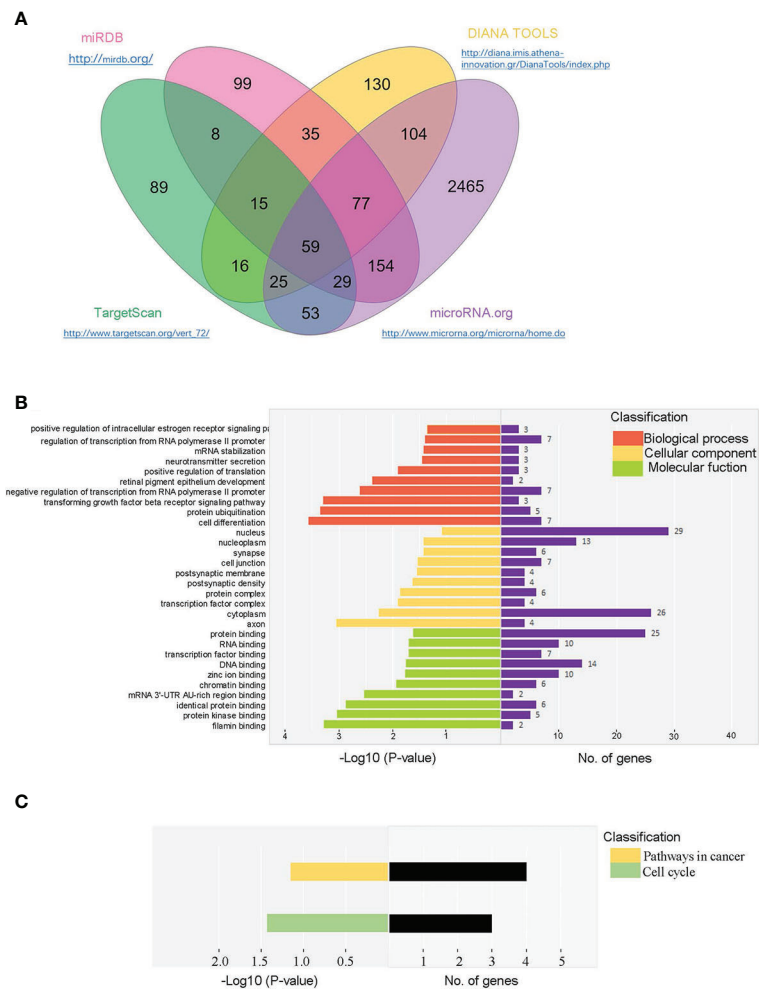 A
miRDB
http://mirdb.org/
DIANA TOOLS
http://diana.imis.athena-
innovation.gr/DianaTools/index.php
99
130
8
35
104
89
15
77
2465
59
16
25
29
154
53
TargetScan
http://www.targetscan.org/vert_72/
microRNA.org
http://www.microrna.org/microrna/home.do
B
Classification
Biological process
Cellular component
Molecular fuction
positive regulation of intracellular estrogen receptor signaling pa 3
regulation of transcription from RNA polymerase II promoter 7
mRNA stabilization 3
neurotransmitter secretion 3
positive regulation of translation 3
retinal pigment epithelium development 2
negative regulation of transcription from RNA polymerase II promoter 7
transforming growth factor beta receptor signaling pathway 3
protein ubiquitination 5
cell differentiation 7
nucleus 29
nucleoplasm 13
synapse 6
cell junction 7
postsynaptic membrane 4
postsynaptic density 4
protein complex 6
transcription factor complex 4
cytoplasm 26
axon 4
protein binding 25
RNA binding 10
transcription factor binding 7
DNA binding 14
zinc ion binding 10
chromatin binding 6
mRNA 3'-UTR AU-rich region binding 2
identical protein binding 6
protein kinase binding 5
filamin binding 2
4 3 2 1 10 20 30 40
-Log10 (P-value) No. of genes
C
Classification
Pathways in cancer
Cell cycle
2.0 1.5 1.0 0.5 1 2 3 4 5
-Log10 (P-value) No. of genes